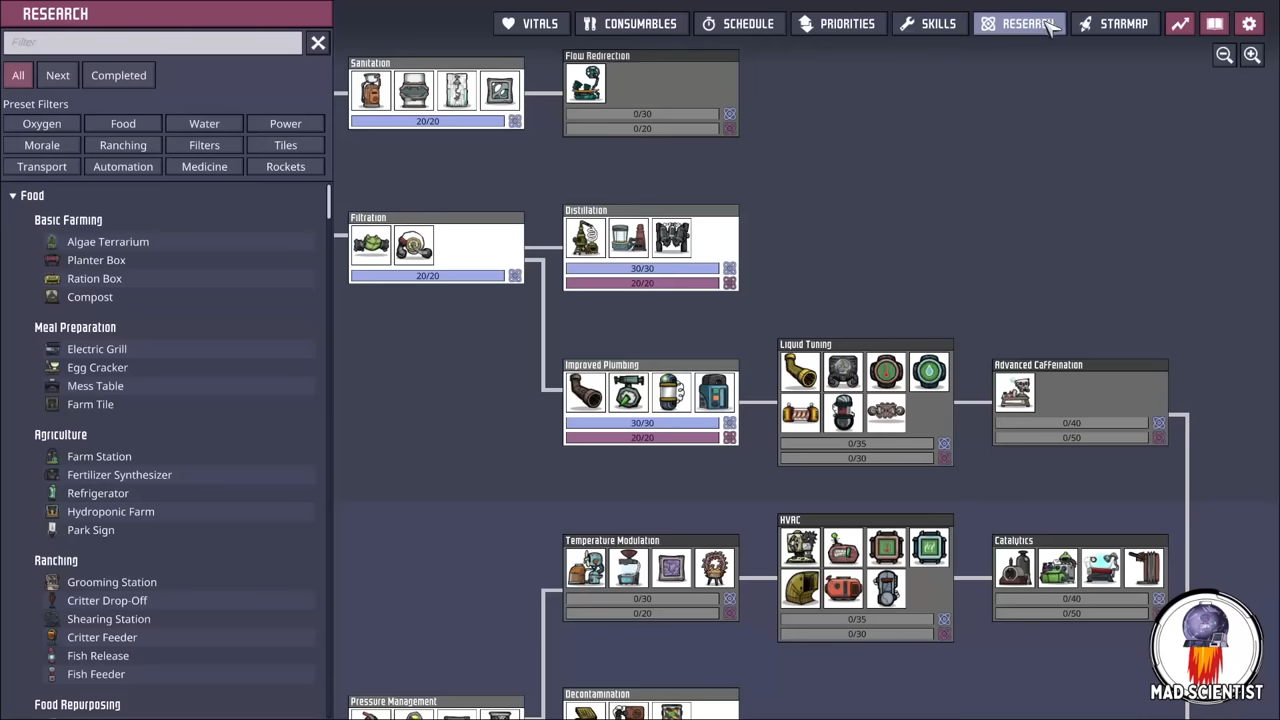 RESEARCH
VITALS
CONSUMABLES
SCHEDULE
PRIORITIES
SKILLS
RESEARCH
STARMAP
Filter
All
Next
Completed
Preset Filters
Oxygen
Food
Water
Power
Morale
Ranching
Filters
Tiles
Transport
Automation
Medicine
Rockets
Food
Basic Farming
Algae Terrarium
Planter Box
Ration Box
Compost
Meal Preparation
Electric Grill
Egg Cracker
Mess Table
Farm Tile
Agriculture
Farm Station
Fertilizer Synthesizer
Refrigerator
Hydroponic Farm
Park Sign
Ranching
Grooming Station
Critter Drop-Off
Shearing Station
Critter Feeder
Fish Release
Fish Feeder
Food Repurposing
Sanitation
20/20
Flow Redirection
0/30
0/20
Filtration
20/20
Distillation
30/30
20/20
Improved Plumbing
30/30
20/20
Liquid Tuning
0/35
0/30
Advanced Caffeination
0/40
0/50
Temperature Modulation
0/30
0/20
HVAC
0/35
0/30
Catalytics
0/40
0/50
Pressure Management
Decontamination
MAD SCIENTIST